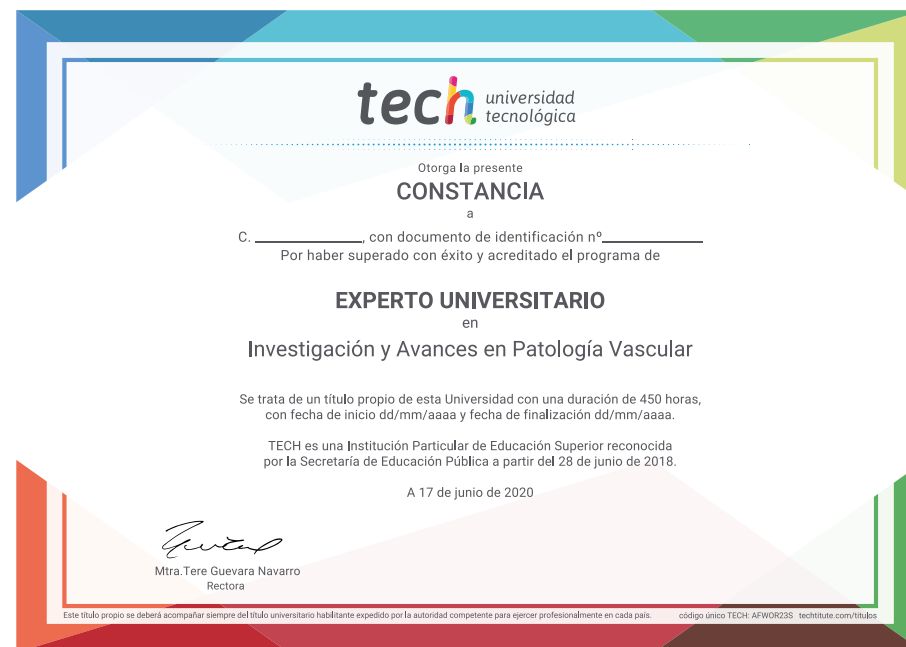 tech universidad
tecnológica
Otorga la presente
CONSTANCIA
a
C. ____________, con documento de identificación nº____________
Por haber superado con éxito y acreditado el programa de
EXPERTO UNIVERSITARIO
en
Investigación y Avances en Patología Vascular
Se trata de un título propio de esta Universidad con una duración de 450 horas,
con fecha de inicio dd/mm/aaaa y fecha de finalización dd/mm/aaaa.
TECH es una Institución Particular de Educación Superior reconocida
por la Secretaría de Educación Pública a partir del 28 de junio de 2018.
A 17 de junio de 2020
Mtra.Tere Guevara Navarro
Rectora
Este título propio se deberá acompañar siempre del título universitario habilitante expedido por la autoridad competente para ejercer profesionalmente en cada país. código único TECH: AFWOR23S techtitute.com/titulos